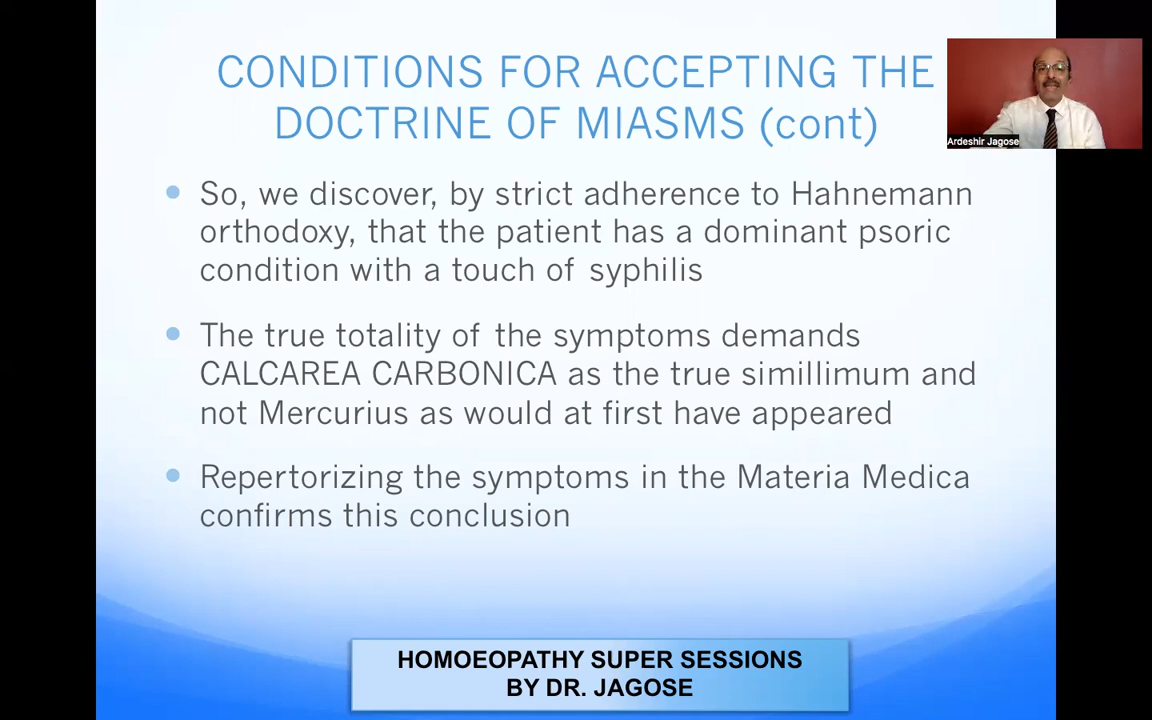 CONDITIONS FOR ACCEPTING THE
DOCTRINE OF MIASMS (cont)
Ardeshir Jagose
So, we discover, by strict adherence to Hahnemann
orthodoxy, that the patient has a dominant psoric
condition with a touch of syphilis
The true totality of the symptoms demands
CALCAREA CARBONICA as the true simillimum and
not Mercurius as would at first have appeared
Repertorizing the symptoms in the Materia Medica
confirms this conclusion
HOMOEOPATHY SUPER SESSIONS
BY DR. JAGOSE